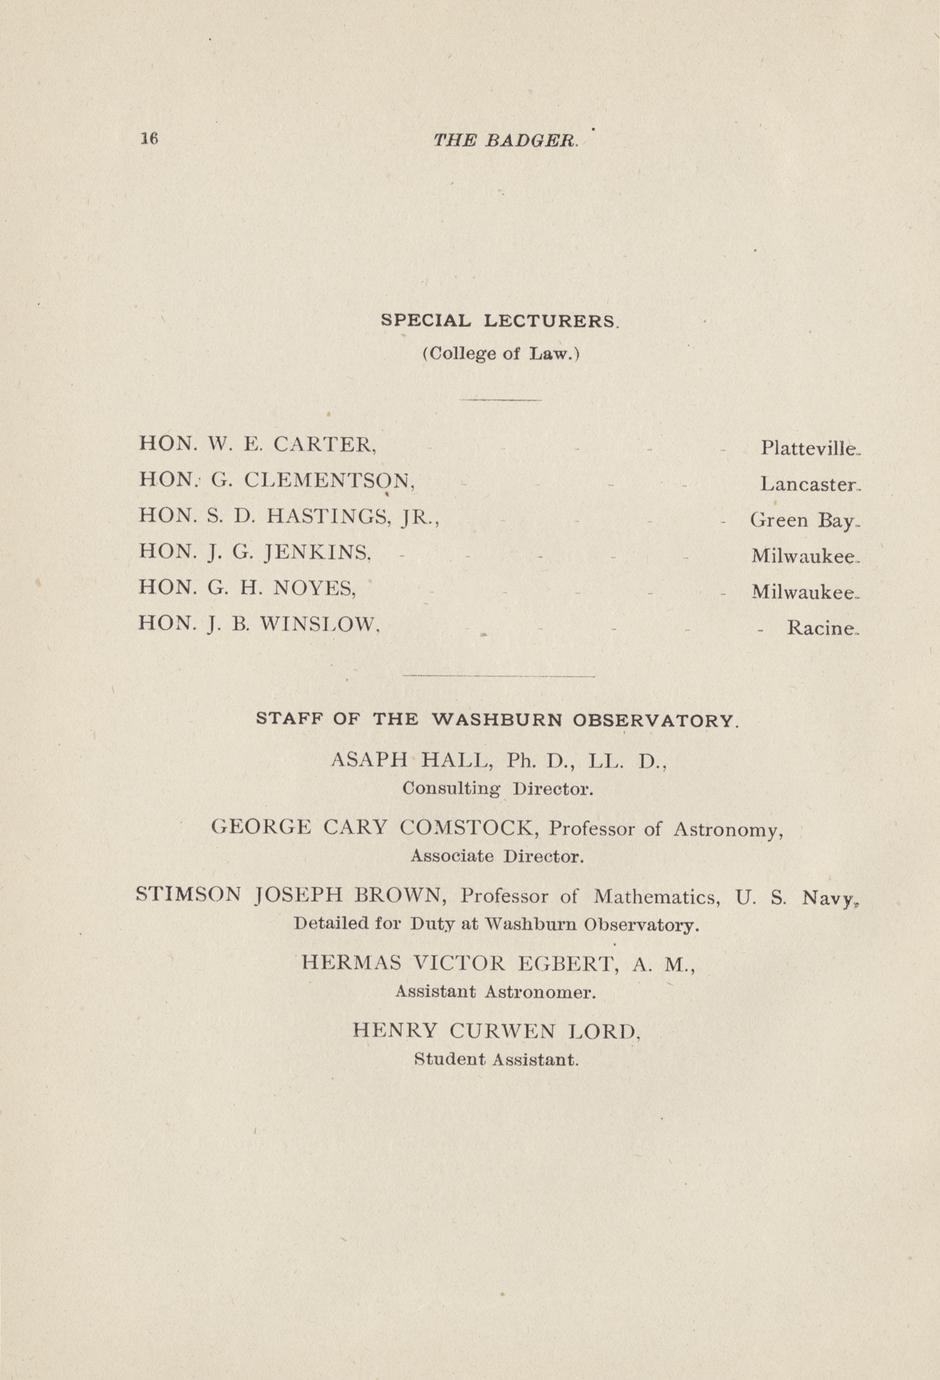 16 THE BADGER.
SPECIAL LECTURERS.
(College of Law.)
HON. W. E. CARTER, - - - - - Platteville.
HON. G. CLEMENTSON, - - - - Lancaster.
HON. S. D. HASTINGS, JR., - - - - Green Bay.
HON. J. G. JENKINS, - - - - - Milwaukee.
HON. G. H. NOYES, - - - - - Milwaukee.
HON. J. B. WINSLOW, - - - - - Racine.
STAFF OF THE WASHBURN OBSERVATORY.
ASAPH HALL, Ph. D., LL. D.,
Consulting Director.
GEORGE CARY COMSTOCK, Professor of Astronomy,
Associate Director.
STIMSON JOSEPH BROWN, Professor of Mathematics, U. S. Navy,
Detailed for Duty at Washburn Observatory.
HERMAS VICTOR EGBERT, A. M.,
Assistant Astronomer.
HENRY CURWEN LORD,
Student Assistant.